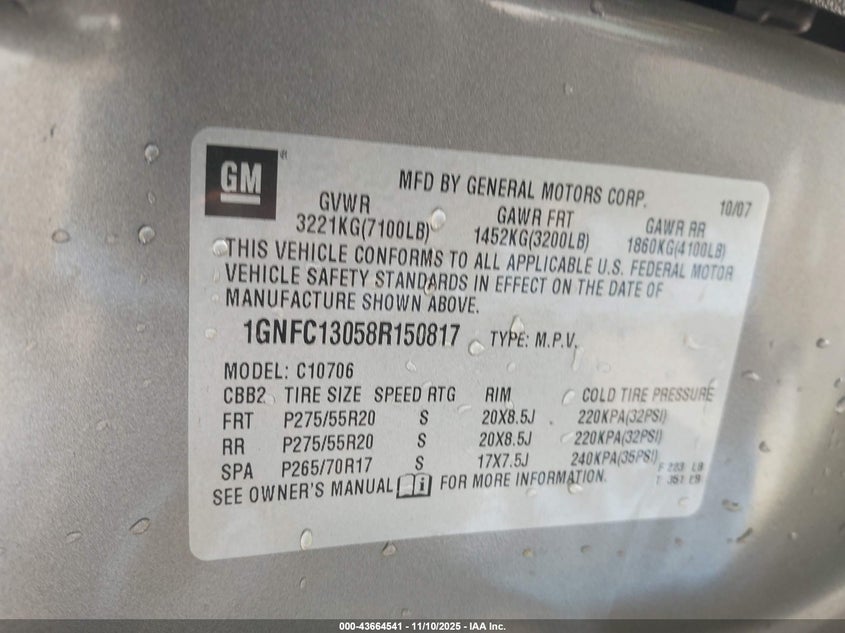 GM
MFD BY GENERAL MOTORS CORP. 10/07
GVWR GAWR FRT GAWR RR
3221KG(7100LB) 1452KG(3200LB) 1860KG(4100LB)
THIS VEHICLE CONFORMS TO ALL APPLICABLE U.S. FEDERAL MOTOR
VEHICLE SAFETY STANDARDS IN EFFECT ON THE DATE OF
MANUFACTURE SHOWN ABOVE.
1GNFC13058R150817 TYPE: M.P.V.
MODEL: C10706
CBB2 TIRE SIZE SPEED RTG RIM COLD TIRE PRESSURE
FRT P275/55R20 S 20X8.5J 220KPA(32PSI)
RR P275/55R20 S 20X8.5J 220KPA(32PSI)
SPA P265/70R17 S 17X7.5J 240KPA(35PSI)
SEE OWNER'S MANUAL i FOR MORE INFORMATION.
T 351 LB
000-43664541 - 11/10/2025 - IAA Inc.